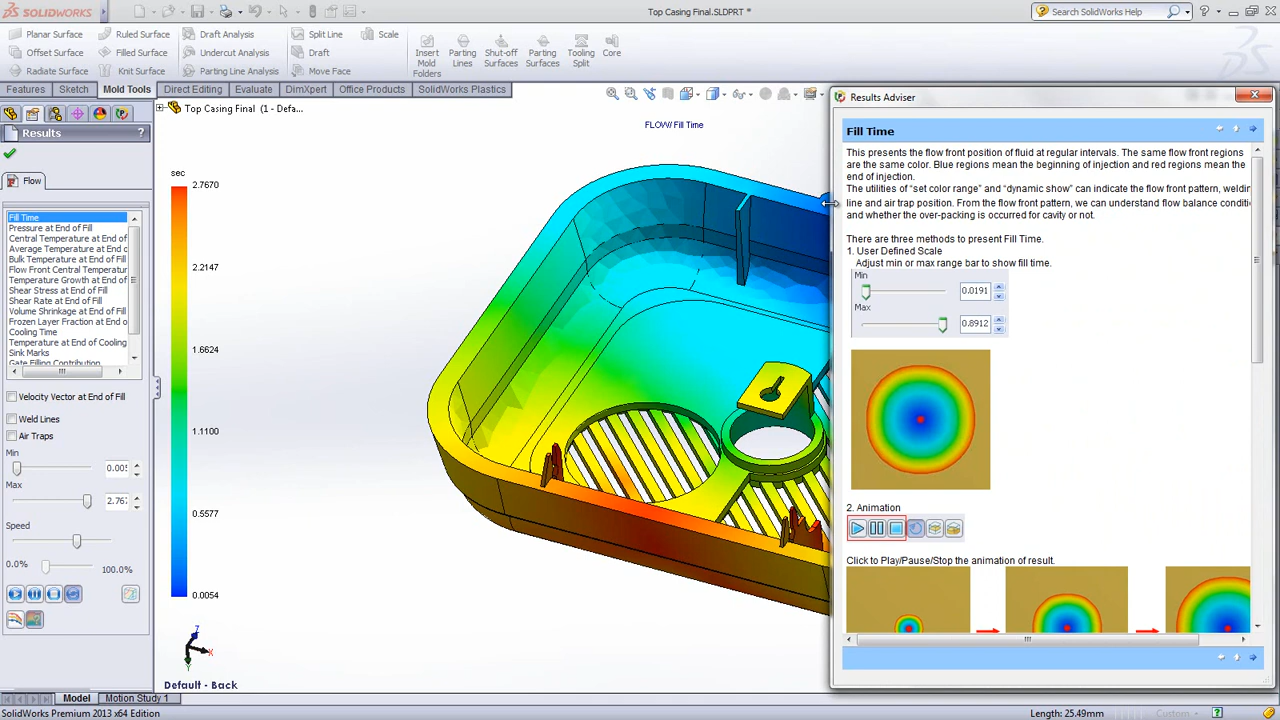 SOLIDWORKS
Top Casing Final.SLDPRT *
Search SolidWorks Help
Planar Surface
Ruled Surface
Draft Analysis
Split Line
Scale
Offset Surface
Filled Surface
Undercut Analysis
Draft
Radiate Surface
Knit Surface
Parting Line Analysis
Move Face
Insert Mold Folders
Parting Lines
Shut-off Surfaces
Parting Surfaces
Tooling Split
Core
Features
Sketch
Mold Tools
Evaluate
Direct Editing
DimXpert
Office Products
SolidWorks Plastics
Top Casing Final (1 - Defa...
FLOW/ Fill Time
Results
?
Flow
Fill Time
Pressure at End of Fill
Central Temperature at End o
Average Temperature at End o
Bulk Temperature at End of Fill
Flow Front Central Temperatur
Temperature Growth at End of
Shear Stress at End of Fill
Shear Rate at End of Fill
Volume Shrinkage at End of Fill
Frozen Layer Fraction at End o
Cooling Time
Temperature at End of Cooling
Sink Marks
Gate Filling Contribution
Velocity Vector at End of Fill
Weld Lines
Air Traps
Min
0.005
Max
2.767
Speed
0.0%
100.0%
sec
2.7670
2.2147
1.6624
1.1100
0.5577
0.0054
Z
X
Y
Default - Back
Results Adviser
Fill Time
This presents the flow front position of fluid at regular intervals. The same flow front regions
are the same color. Blue regions mean the beginning of injection and red regions mean the
end of injection.
The utilities of "set color range" and "dynamic show" can indicate the flow front pattern, weldin
line and air trap position. From the flow front pattern, we can understand flow balance conditi
and whether the over-packing is occurred for cavity or not.
There are three methods to present Fill Time.
1. User Defined Scale
Adjust min or max range bar to show fill time.
Min
0.0191
Max
0.8912
2. Animation
Click to Play/Pause/Stop the animation of result.
Model
Motion Study 1
SolidWorks Premium 2013 x64 Edition
Length: 25.49mm
Custom